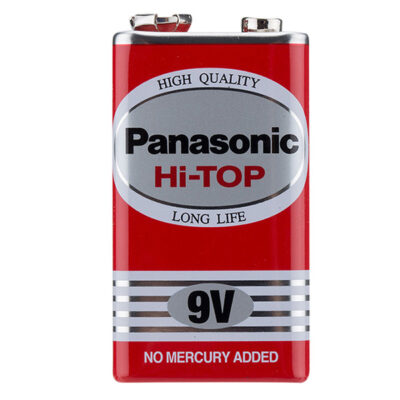 HIGH QUALITY
Panasonic
Hi-TOP
LONG LIFE
9V
NO MERCURY ADDED